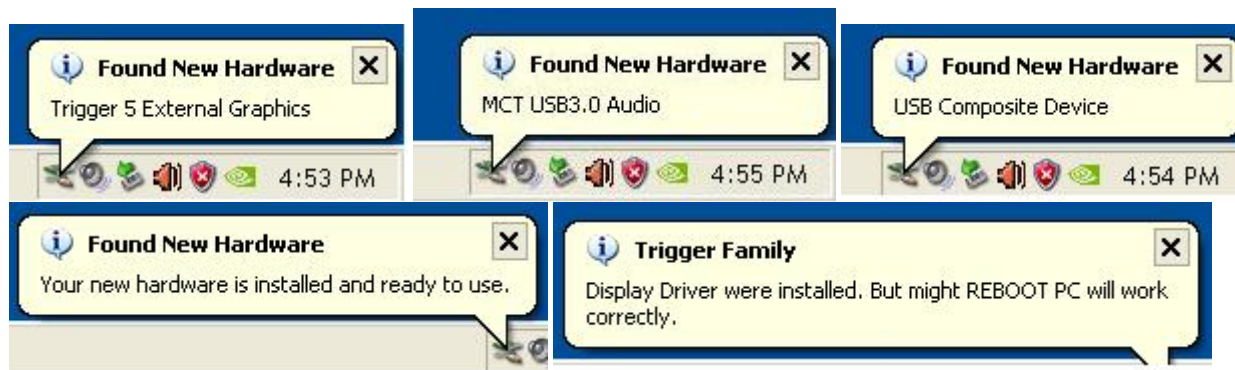 Found New Hardware
Trigger 5 External Graphics
4:53 PM
Found New Hardware
MCT USB3.0 Audio
4:55 PM
Found New Hardware
USB Composite Device
4:54 PM
Found New Hardware
Your new hardware is installed and ready to use.
Trigger Family
Display Driver were installed. But might REBOOT PC will work
correctly.